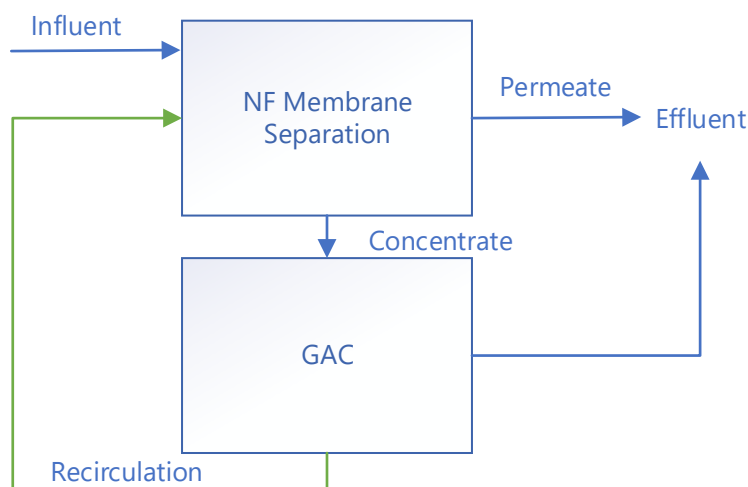 Influent
NF Membrane
Separation
Permeate
Effluent
Concentrate
GAC
Recirculation